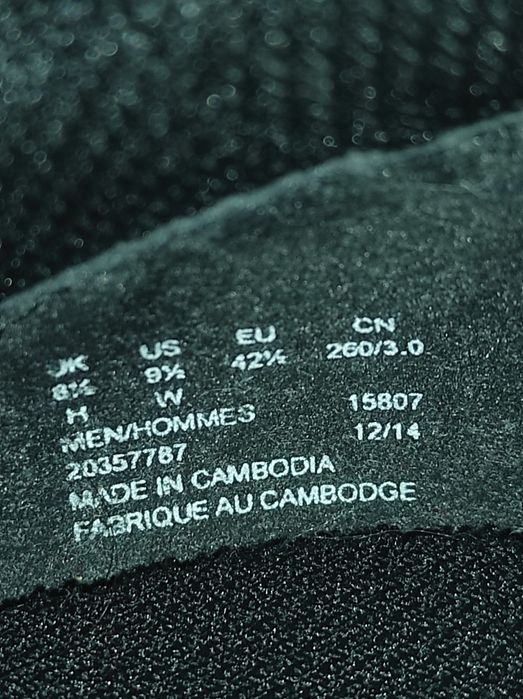 UK US EU CN
8½ 9½ 42½ 260/3.0
H W
MEN/HOMMES 15807
20357787 12/14
MADE IN CAMBODIA
FABRIQUE AU CAMBODGE